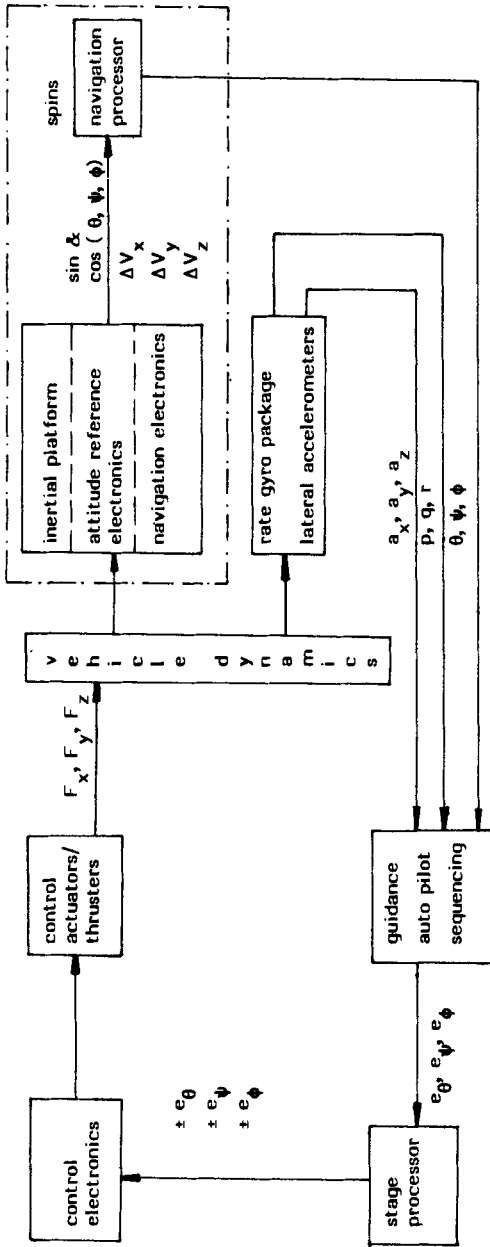 control
electronics
control
actuators/
thrusters
F_x, F_y, F_z
vehicle dynamics
inertial platform
attitude reference
electronics
navigation electronics
sin &
cos ( θ, ψ, φ)
ΔV_x
ΔV_y
ΔV_z
spins
navigation
processor
rate gyro package
lateral accelerometers
a_x, a_y, a_z
p, q, r
θ, ψ, φ
guidance
auto pilot
sequencing
e_θ, e_ψ, e_φ
stage
processor
± e_θ
± e_ψ
± e_φ